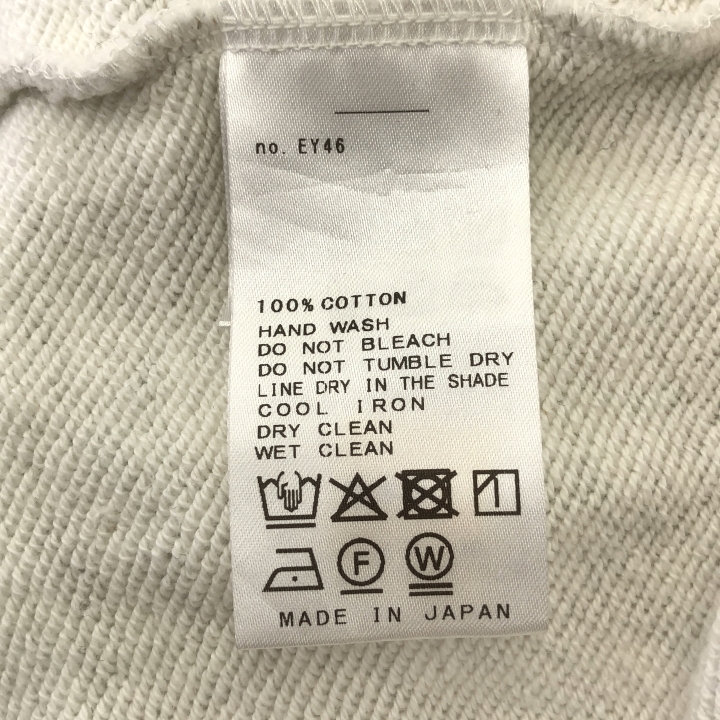 no. EY46
100% COTTON
HAND WASH
DO NOT BLEACH
DO NOT TUMBLE DRY
LINE DRY IN THE SHADE
COOL IRON
DRY CLEAN
WET CLEAN
F W
MADE IN JAPAN